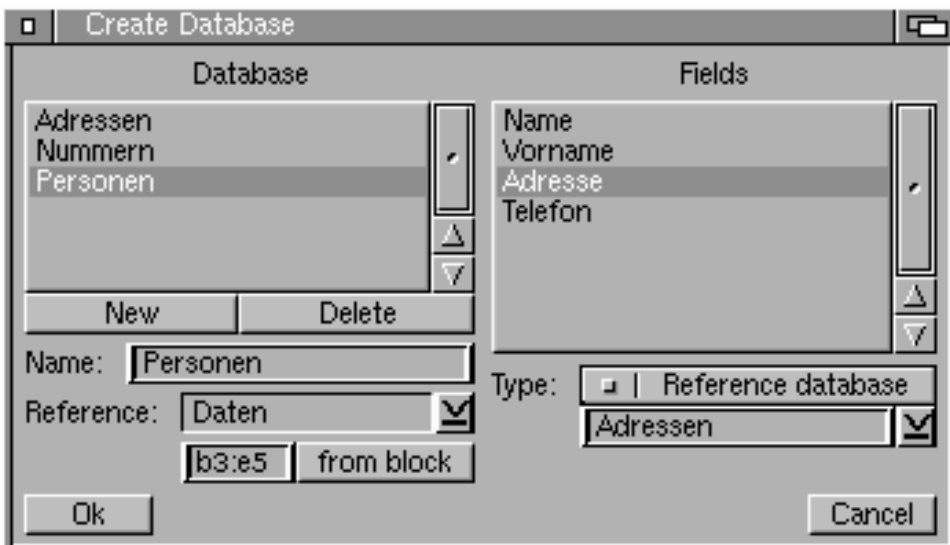 Create Database
Database
Adressen
Nummern
Personen
New Delete
Name: Personen
Reference: Daten
b3:e5 from block
Fields
Name
Vorname
Adresse
Telefon
Type: Reference database
Adressen
Ok Cancel